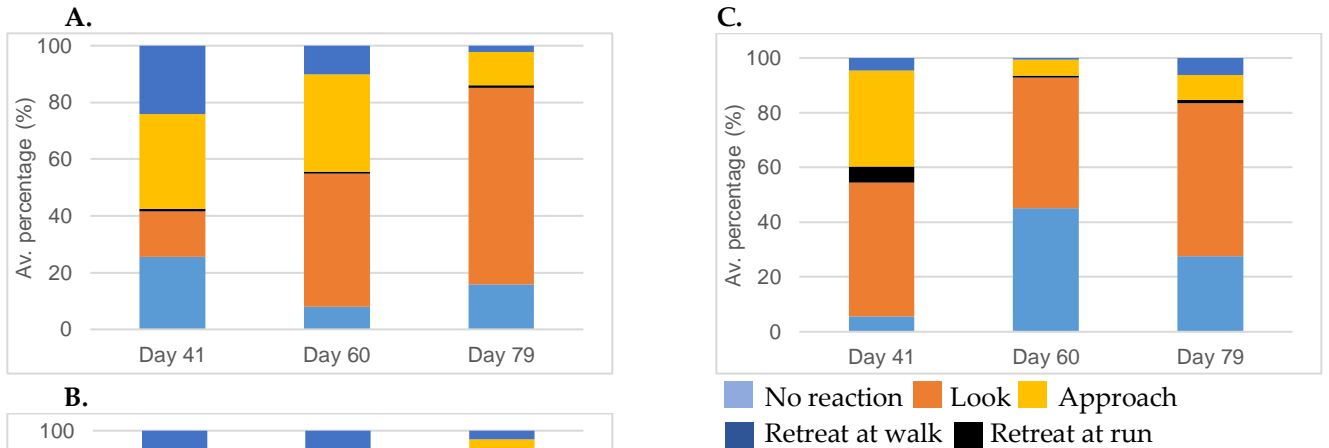 A.
100
80
60
40
20
0
Av. percentage (%)
Day 41 Day 60 Day 79
C.
100
80
60
40
20
0
Av. percentage (%)
Day 41 Day 60 Day 79
No reaction Look Approach
Retreat at walk Retreat at run
B.
100